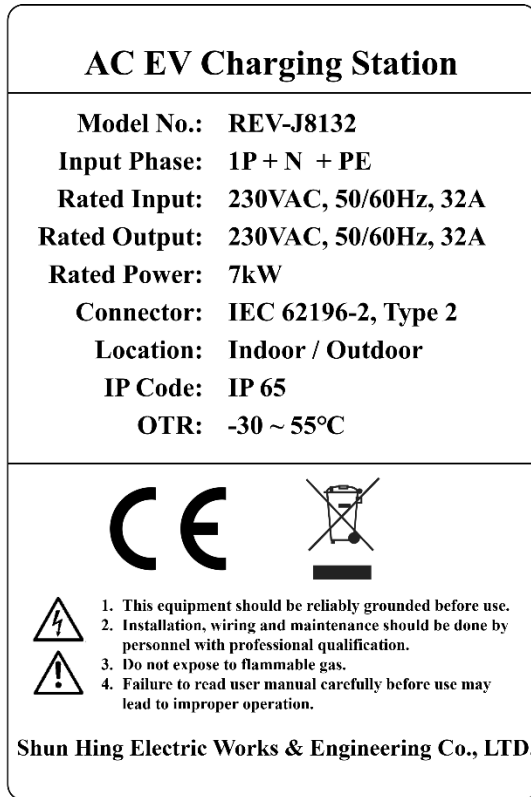 AC EV Charging Station
Model No.: REV-J8132
Input Phase: 1P + N + PE
Rated Input: 230VAC, 50/60Hz, 32A
Rated Output: 230VAC, 50/60Hz, 32A
Rated Power: 7kW
Connector: IEC 62196-2, Type 2
Location: Indoor / Outdoor
IP Code: IP 65
OTR: -30 ~ 55℃
CE
1. This equipment should be reliably grounded before use.
2. Installation, wiring and maintenance should be done by
personnel with professional qualification.
3. Do not expose to flammable gas.
4. Failure to read user manual carefully before use may
lead to improper operation.
Shun Hing Electric Works & Engineering Co., LTD.